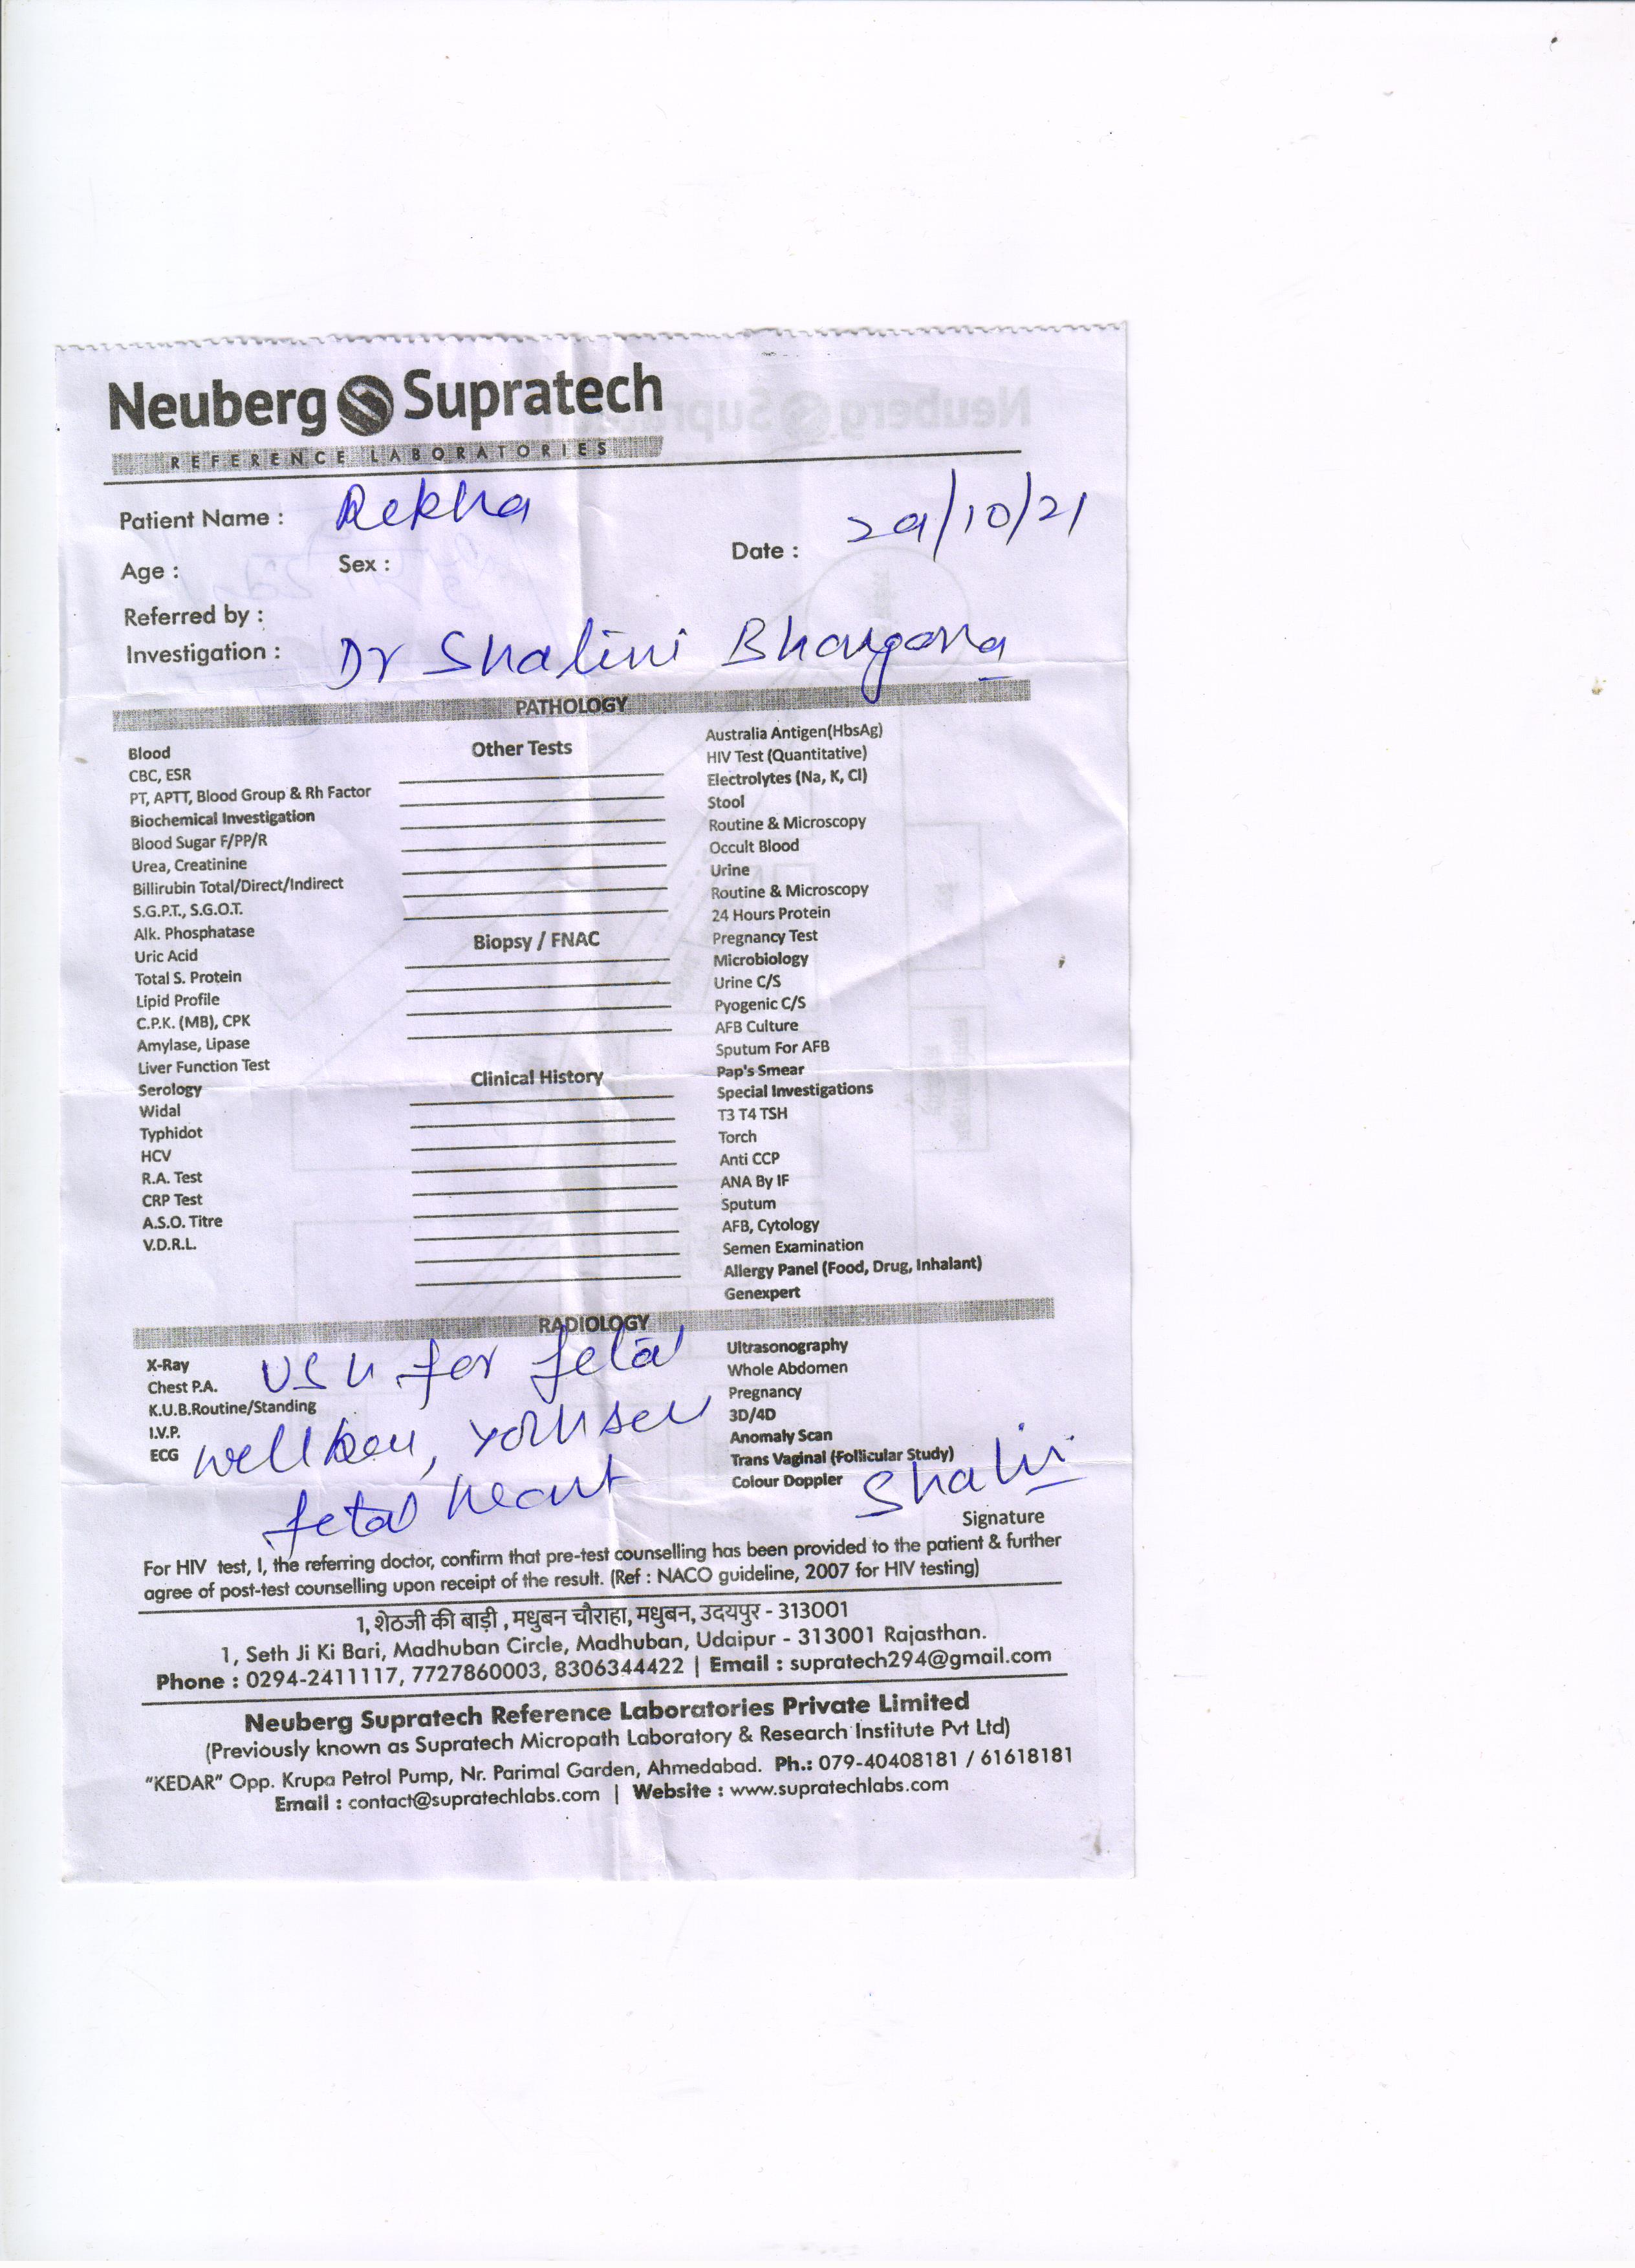 Neuberg Supratech
REFERENCE LABORATORIES
Patient Name : Rekha
Date : 29/10/21
Age : Sex :
Referred by :
Investigation : Dr Shalini Bhargava
PATHOLOGY
Blood
CBC, ESR
PT, APTT, Blood Group & Rh Factor
Biochemical Investigation
Blood Sugar F/PP/R
Urea, Creatinine
Billirubin Total/Direct/Indirect
S.G.P.T., S.G.O.T.
Alk. Phosphatase
Uric Acid
Total S. Protein
Lipid Profile
C.P.K. (MB), CPK
Amylase, Lipase
Liver Function Test
Serology
Widal
Typhidot
HCV
R.A. Test
CRP Test
A.S.O. Titre
V.D.R.L.
Other Tests
Biopsy / FNAC
Clinical History
Australia Antigen(HbsAg)
HIV Test (Quantitative)
Electrolytes (Na, K, Cl)
Stool
Routine & Microscopy
Occult Blood
Urine
Routine & Microscopy
24 Hours Protein
Pregnancy Test
Microbiology
Urine C/S
Pyogenic C/S
AFB Culture
Sputum For AFB
Pap's Smear
Special Investigations
T3 T4 TSH
Torch
Anti CCP
ANA By IF
Sputum
AFB, Cytology
Semen Examination
Allergy Panel (Food, Drug, Inhalant)
Genexpert
RADIOLOGY
X-Ray
Chest P.A.
K.U.B.Routine/Standing
I.V.P.
ECG
for fetal
fetal heart
Ultrasonography
Whole Abdomen
Pregnancy
3D/4D
Anomaly Scan
Trans Vaginal (Follicular Study)
Colour Doppler
Shalini
Signature
For HIV test, I, the referring doctor, confirm that pre-test counselling has been provided to the patient & further
agree of post-test counselling upon receipt of the result. (Ref : NACO guideline, 2007 for HIV testing)
1, शेठजी की बाड़ी , मधुबन चौराहा, मधुबन, उदयपुर - 313001
1, Seth Ji Ki Bari, Madhuban Circle, Madhuban, Udaipur - 313001 Rajasthan.
Phone : 0294-2411117, 7727860003, 8306344422 | Email : supratech294@gmail.com
Neuberg Supratech Reference Laboratories Private Limited
(Previously known as Supratech Micropath Laboratory & Research Institute Pvt Ltd)
"KEDAR" Opp. Krupa Petrol Pump, Nr. Parimal Garden, Ahmedabad. Ph.: 079-40408181 / 61618181
Email : contact@supratechlabs.com | Website : www.supratechlabs.com